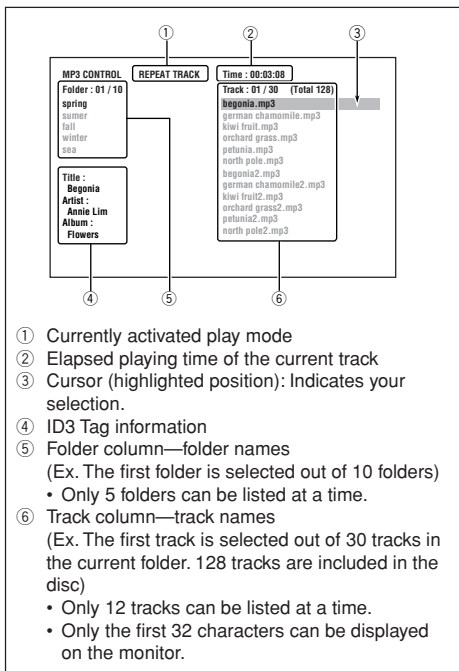 ① ② ③
MP3 CONTROL REPEAT TRACK Time : 00:03:08
Folder : 01 / 10
spring
sumer
fall
winter
sea
Track : 01 / 30 (Total 128)
begonia.mp3
german chamomile.mp3
kiwi fruit.mp3
orchard grass.mp3
petunia.mp3
north pole.mp3
begonia2.mp3
german chamomile2.mp3
kiwi fruit2.mp3
orchard grass2.mp3
petunia2.mp3
north pole2.mp3
Title :
Begonia
Artist :
Annie Lim
Album :
Flowers
④ ⑤ ⑥
① Currently activated play mode
② Elapsed playing time of the current track
③ Cursor (highlighted position): Indicates your
selection.
④ ID3 Tag information
⑤ Folder column—folder names
(Ex. The first folder is selected out of 10 folders)
• Only 5 folders can be listed at a time.
⑥ Track column—track names
(Ex. The first track is selected out of 30 tracks in
the current folder. 128 tracks are included in the
disc)
• Only 12 tracks can be listed at a time.
• Only the first 32 characters can be displayed
on the monitor.